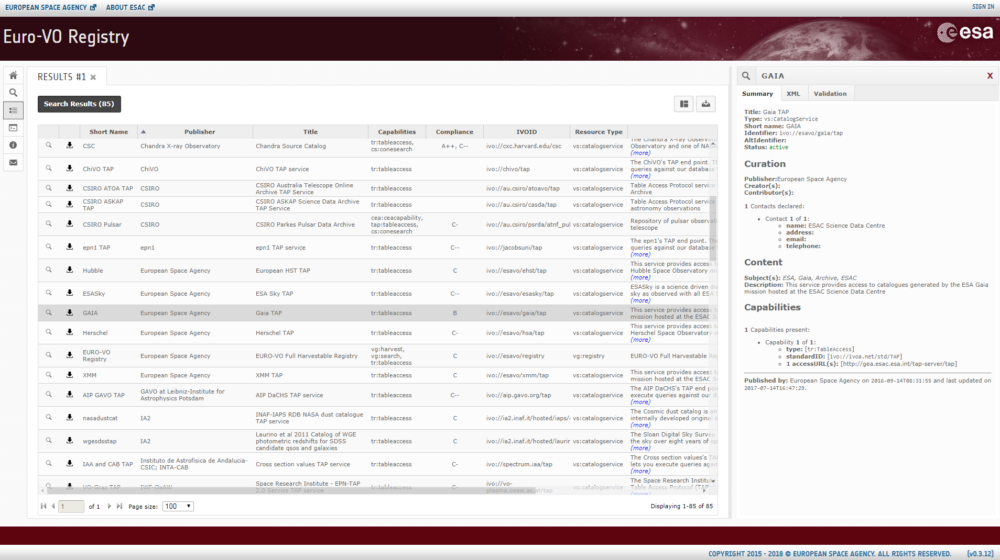 EUROPEAN SPACE AGENCY
ABOUT ESAC
SIGN IN
Euro-VO Registry
esa
RESULTS #1
Search Results (85)
Short Name Publisher Title Capabilities Compliance IVOID Resource Type
CSC Chandra X-ray Observatory Chandra Source Catalog tr:tableaccess, cs:conesearch A++, C-- ivo://cxc.harvard.edu/csc vs:catalogservice The Chandra X-ray Observato Observatory and one of NASA (more)
ChiVO TAP ChiVO ChiVO TAP service tr:tableaccess ivo://chivo/tap vs:catalogservice The ChiVO's TAP end point. Th queries against our database (more)
CSIRO ATOA TAP CSIRO CSIRO Australia Telescope Online Archive TAP Service tr:tableaccess ivo://au.csiro/atoavo/tap vs:catalogservice Table Access Protocol service Archive
CSIRO ASKAP TAP CSIRO CSIRO ASKAP Science Data Archive TAP Service tr:tableaccess ivo://au.csiro/casda/tap vs:catalogservice Table Access Protocol service astronomy observations
CSIRO Pulsar CSIRO CSIRO Parkes Pulsar Data Archive cea:ceacapability, tap:tableaccess, cs:conesearch C- ivo://au.csiro/psrda/atnf_pul vs:catalogservice Repository of pulsar observati telescope
epn1 TAP epn1 epn1 TAP service tr:tableaccess C-- ivo://jacobsuni/tap vs:catalogservice The epn1's TAP end point. The queries against our database (more)
Hubble European Space Agency European HST TAP tr:tableaccess C ivo://esavo/ehst/tap vs:catalogservice This service provides access to Hubble Space Observatory mi (more)
ESASky European Space Agency ESA Sky TAP tr:tableaccess C-- ivo://esavo/esasky/tap vs:catalogservice ESASky is a science driven dis sky as observed with all ESA S (more)
GAIA European Space Agency Gaia TAP tr:tableaccess B ivo://esavo/gaia/tap vs:catalogservice This service provides access to mission hosted at the ESAC Sc
Herschel European Space Agency Herschel TAP tr:tableaccess C- ivo://esavo/hsa/tap vs:catalogservice This service provides access to Herschel Space Observatory m (more)
EURO-VO Registry European Space Agency EURO-VO Full Harvestable Registry vg:harvest, vg:search, tr:tableaccess C ivo://esavo/registry vg:registry EURO-VO Full Harvestable Reg
XMM European Space Agency XMM TAP tr:tableaccess C ivo://esavo/xmm/tap vs:catalogservice This service provides access to mission hosted at the ESAC Sc
AIP GAVO TAP GAVO at Leibniz-Institute for Astrophysics Potsdam AIP DaCHS TAP service tr:tableaccess C-- ivo://aip.gavo.org/tap vs:catalogservice The AIP DaCHS's TAP end poin execute queries against our da (more)
nasadustcat IA2 INAF-IAPS RDB NASA dust catalogue TAP service tr:tableaccess C ivo://ia2.inaf.it/hosted/iaps/ vs:catalogservice The Cosmic dust catalog is an internally developed original s (more)
wgesdsstap IA2 Laurino et al 2011 Catalog of WGE photometric redshifts for SDSS candidate qsos and galaxies tr:tableaccess C ivo://ia2.inaf.it/hosted/laurin vs:catalogservice The Sloan Digital Sky Survey the sky over eight years of op (more)
IAA and CAB TAP Instituto de Astrofisica de Andalucia-CSIC; INTA-CAB Cross section values TAP service tr:tableaccess C- ivo://spectrum.iaa/tap vs:catalogservice The Cross section values's TA lets you execute queries again (more)
VO-Graz TAP IWF-OeAW Space Research Institute - EPN-TAP 2.0 Service TAP service tr:tableaccess C- ivo://vo-plasma.oeaw.ac.at/tap vs:catalogservice The Space Research Institute Table Access Protocol (TAP) (more)
1 of 1 Page size: 100 Displaying 1-85 of 85
GAIA X
Summary XML Validation
Title: Gaia TAP
Type: vs:CatalogService
Short name: GAIA
Identifier: ivo://esavo/gaia/tap
AltIdentifier:
Status: active
Curation
Publisher:European Space Agency
Creator(s):
Contributor(s):
1 Contacts declared:
Contact 1 of 1:
name: ESAC Science Data Centre
address:
email:
telephone:
Content
Subject(s): ESA, Gaia, Archive, ESAC
Description: This service provides access to catalogues generated by the ESA Gaia
mission hosted at the ESAC Science Data Centre
Capabilities
1 Capabilities present:
Capability 1 of 1:
type: [tr:TableAccess]
standardID: [ivo://ivoa.net/std/TAP]
1 accessURL(s): [http://gea.esac.esa.int/tap-server/tap]
Published by: European Space Agency on 2016-09-14T08:31:55 and last updated on
2017-07-14T16:47:29.
COPYRIGHT 2015 - 2018 © EUROPEAN SPACE AGENCY. ALL RIGHTS RESERVED. (v0.3.12)